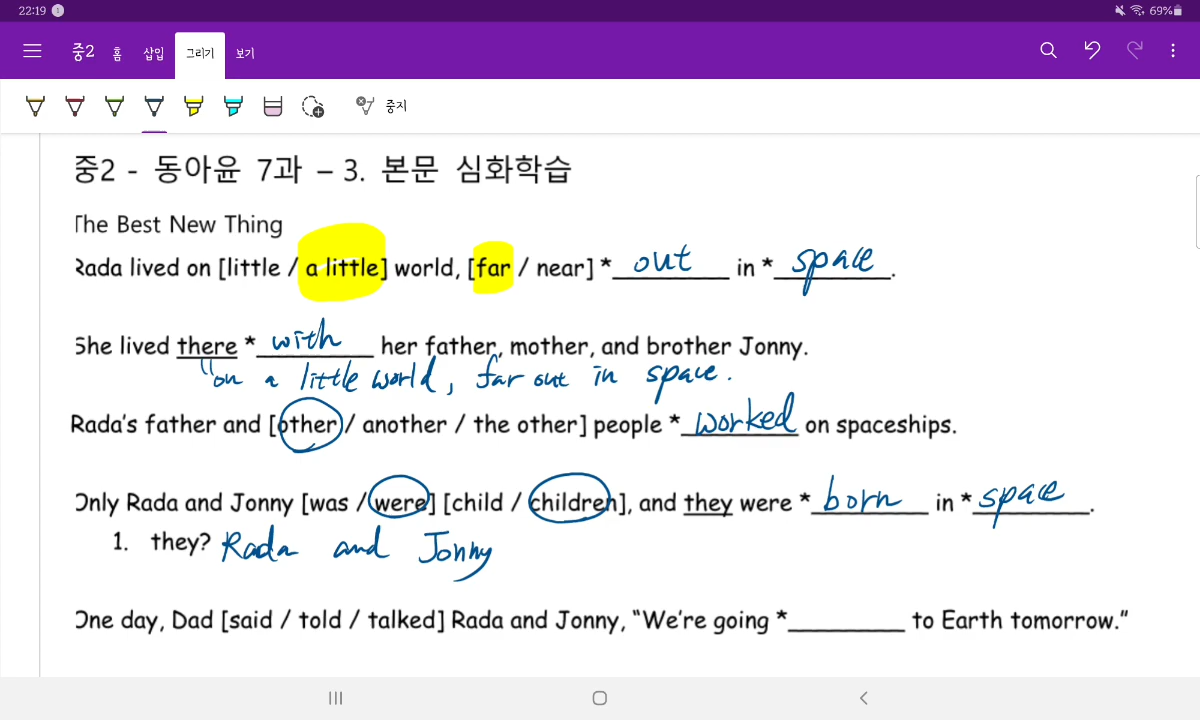 22:19 1 69%
중2 홈 삽입 그리기 보기
중지
중2 - 동아윤 7과 – 3. 본문 심화학습
The Best New Thing
Rada lived on [little / a little] world, [far / near] * out in * space.
She lived there * with her father, mother, and brother Jonny.
"on a little world, far out in space.
Rada's father and [other / another / the other] people * worked on spaceships.
Only Rada and Jonny [was / were] [child / children], and they were * born in * space.
1. they? Rada and Jonny
One day, Dad [said / told / talked] Rada and Jonny, “We're going *__________ to Earth tomorrow.”